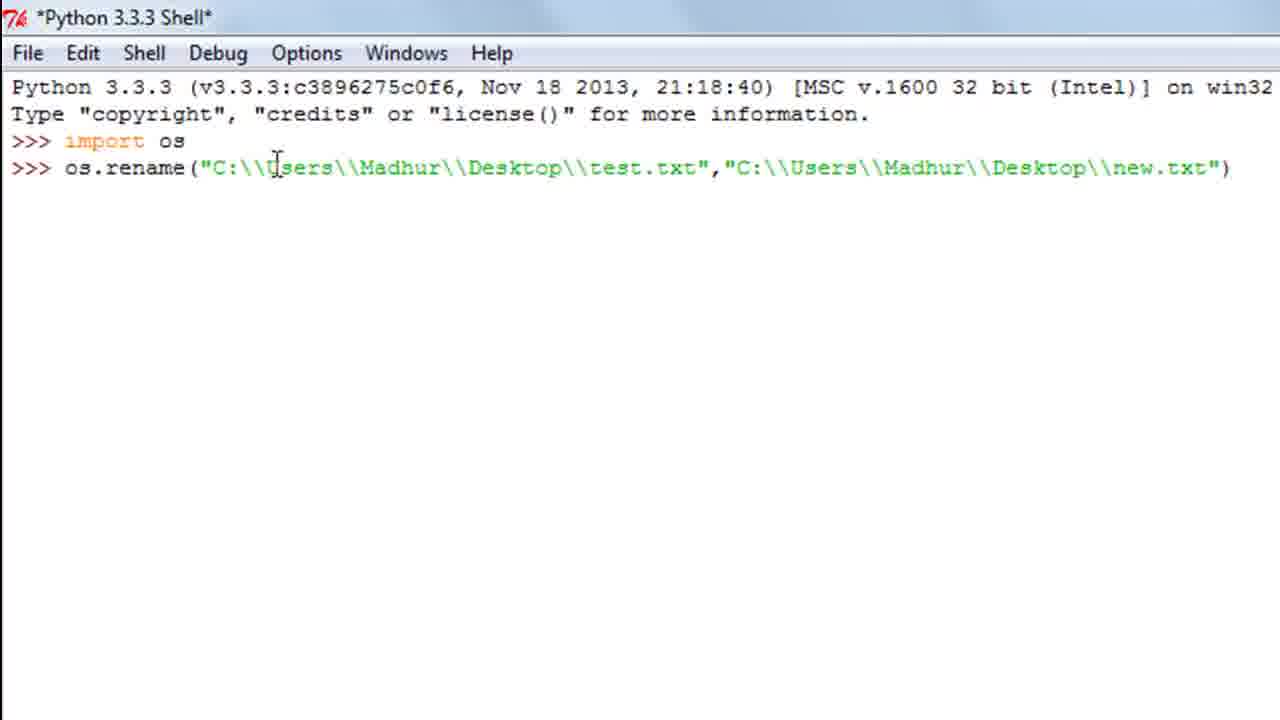 *Python 3.3.3 Shell*
File Edit Shell Debug Options Windows Help
Python 3.3.3 (v3.3.3:c3896275c0f6, Nov 18 2013, 21:18:40) [MSC v.1600 32 bit (Intel)] on win32
Type "copyright", "credits" or "license()" for more information.
>>> import os
>>> os.rename("C:\\Users\\Madhur\\Desktop\\test.txt","C:\\Users\\Madhur\\Desktop\\new.txt")